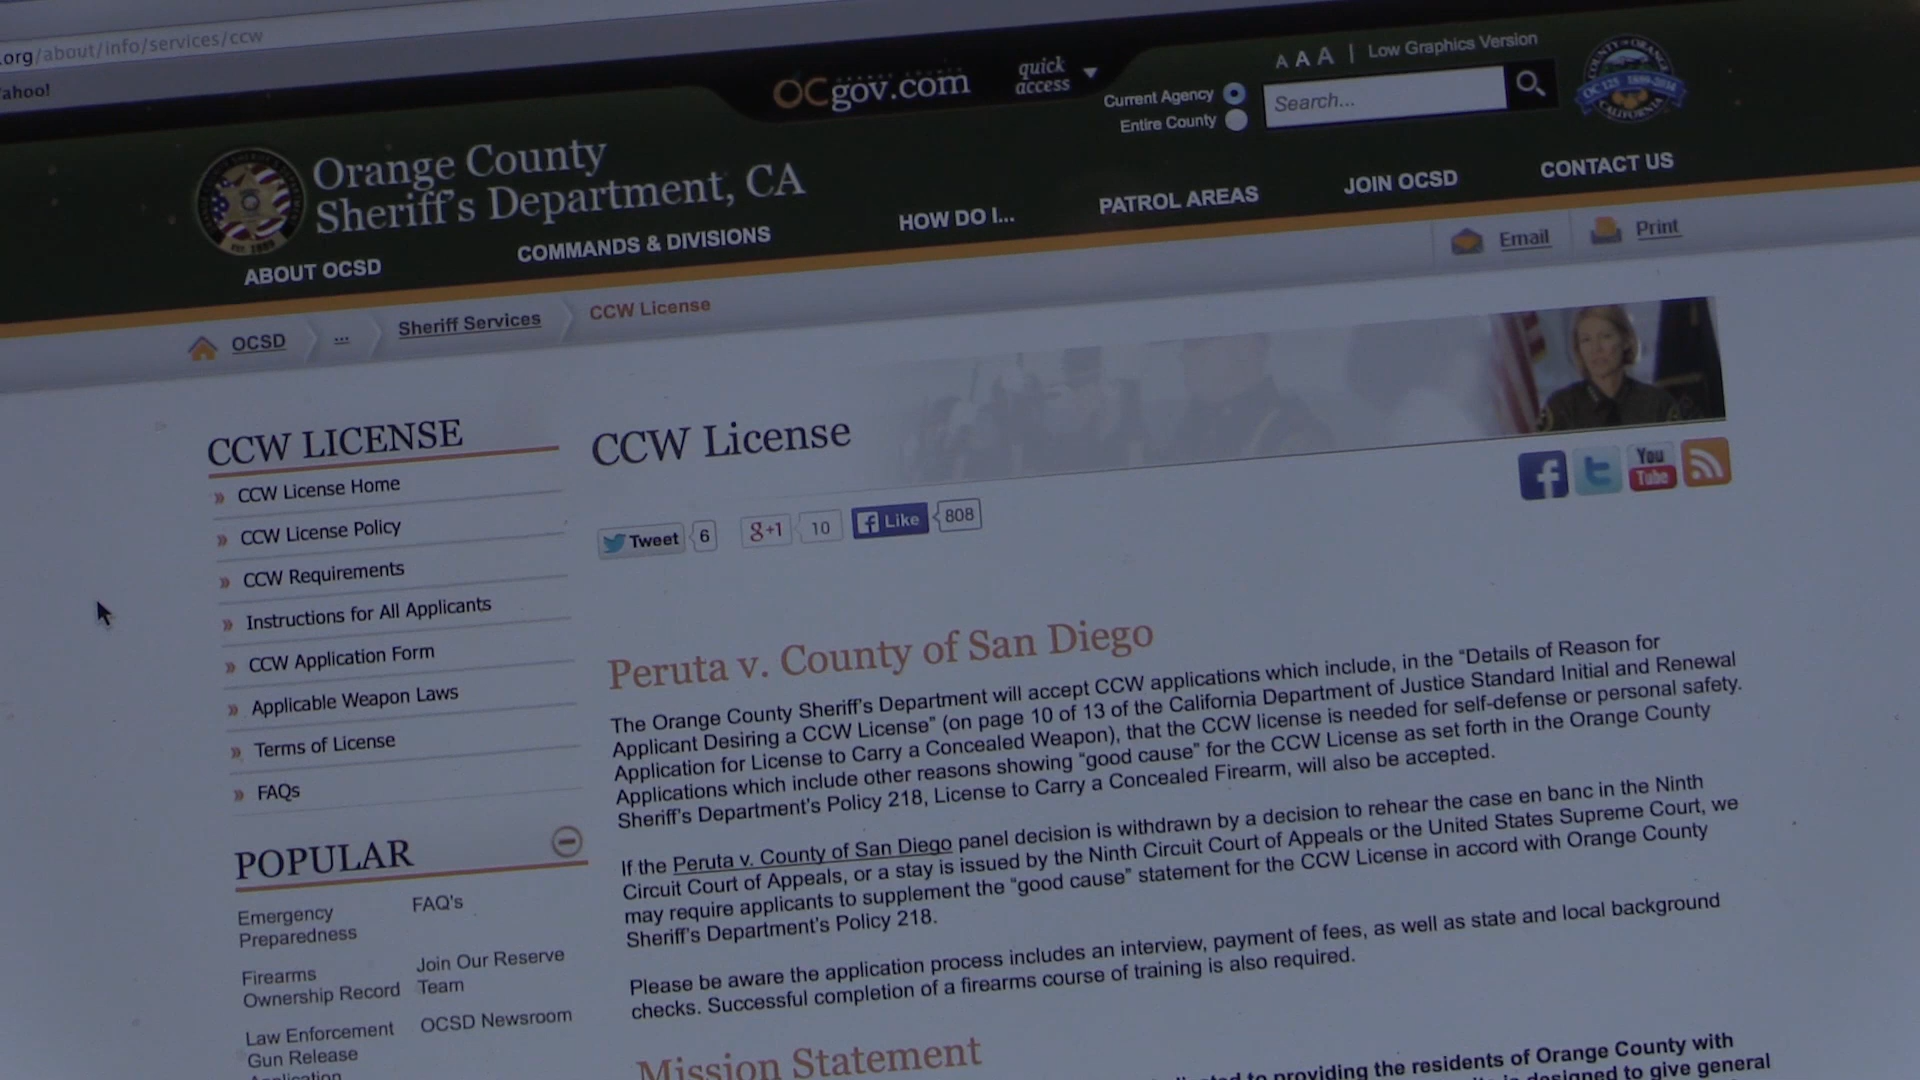 .org/about/info/services/ccw
ahoo!
OCgov.com
quick
access
A A A | Low Graphics Version
Current Agency
Entire County
Search...
Orange County
Sheriff's Department, CA
ABOUT OCSD
COMMANDS & DIVISIONS
HOW DO I...
PATROL AREAS
JOIN OCSD
CONTACT US
Email
Print
OCSD
...
Sheriff Services
CCW License
CCW LICENSE
» CCW License Home
» CCW License Policy
» CCW Requirements
» Instructions for All Applicants
» CCW Application Form
» Applicable Weapon Laws
» Terms of License
» FAQs
POPULAR
Emergency
Preparedness
FAQ's
Firearms
Ownership Record
Join Our Reserve
Team
Law Enforcement
Gun Release
Application
OCSD Newsroom
CCW License
You
Tube
Tweet 6
g+1 10
f Like 808
Peruta v. County of San Diego
The Orange County Sheriff's Department will accept CCW applications which include, in the “Details of Reason for
Applicant Desiring a CCW License” (on page 10 of 13 of the California Department of Justice Standard Initial and Renewal
Application for License to Carry a Concealed Weapon), that the CCW license is needed for self-defense or personal safety.
Applications which include other reasons showing “good cause” for the CCW License as set forth in the Orange County
Sheriff's Department's Policy 218, License to Carry a Concealed Firearm, will also be accepted.
If the Peruta v. County of San Diego panel decision is withdrawn by a decision to rehear the case en banc in the Ninth
Circuit Court of Appeals, or a stay is issued by the Ninth Circuit Court of Appeals or the United States Supreme Court, we
may require applicants to supplement the “good cause” statement for the CCW License in accord with Orange County
Sheriff's Department's Policy 218.
Please be aware the application process includes an interview, payment of fees, as well as state and local background
checks. Successful completion of a firearms course of training is also required.
Mission Statement
to providing the residents of Orange County with
designed to give general